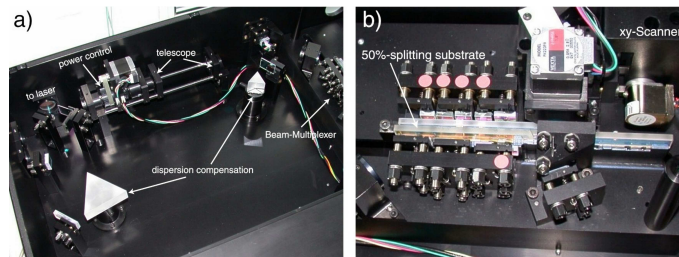 a)
power control
telescope
to laser
Beam-Multiplexer
dispersion compensation
b)
50%-splitting substrate
xy-Scanner